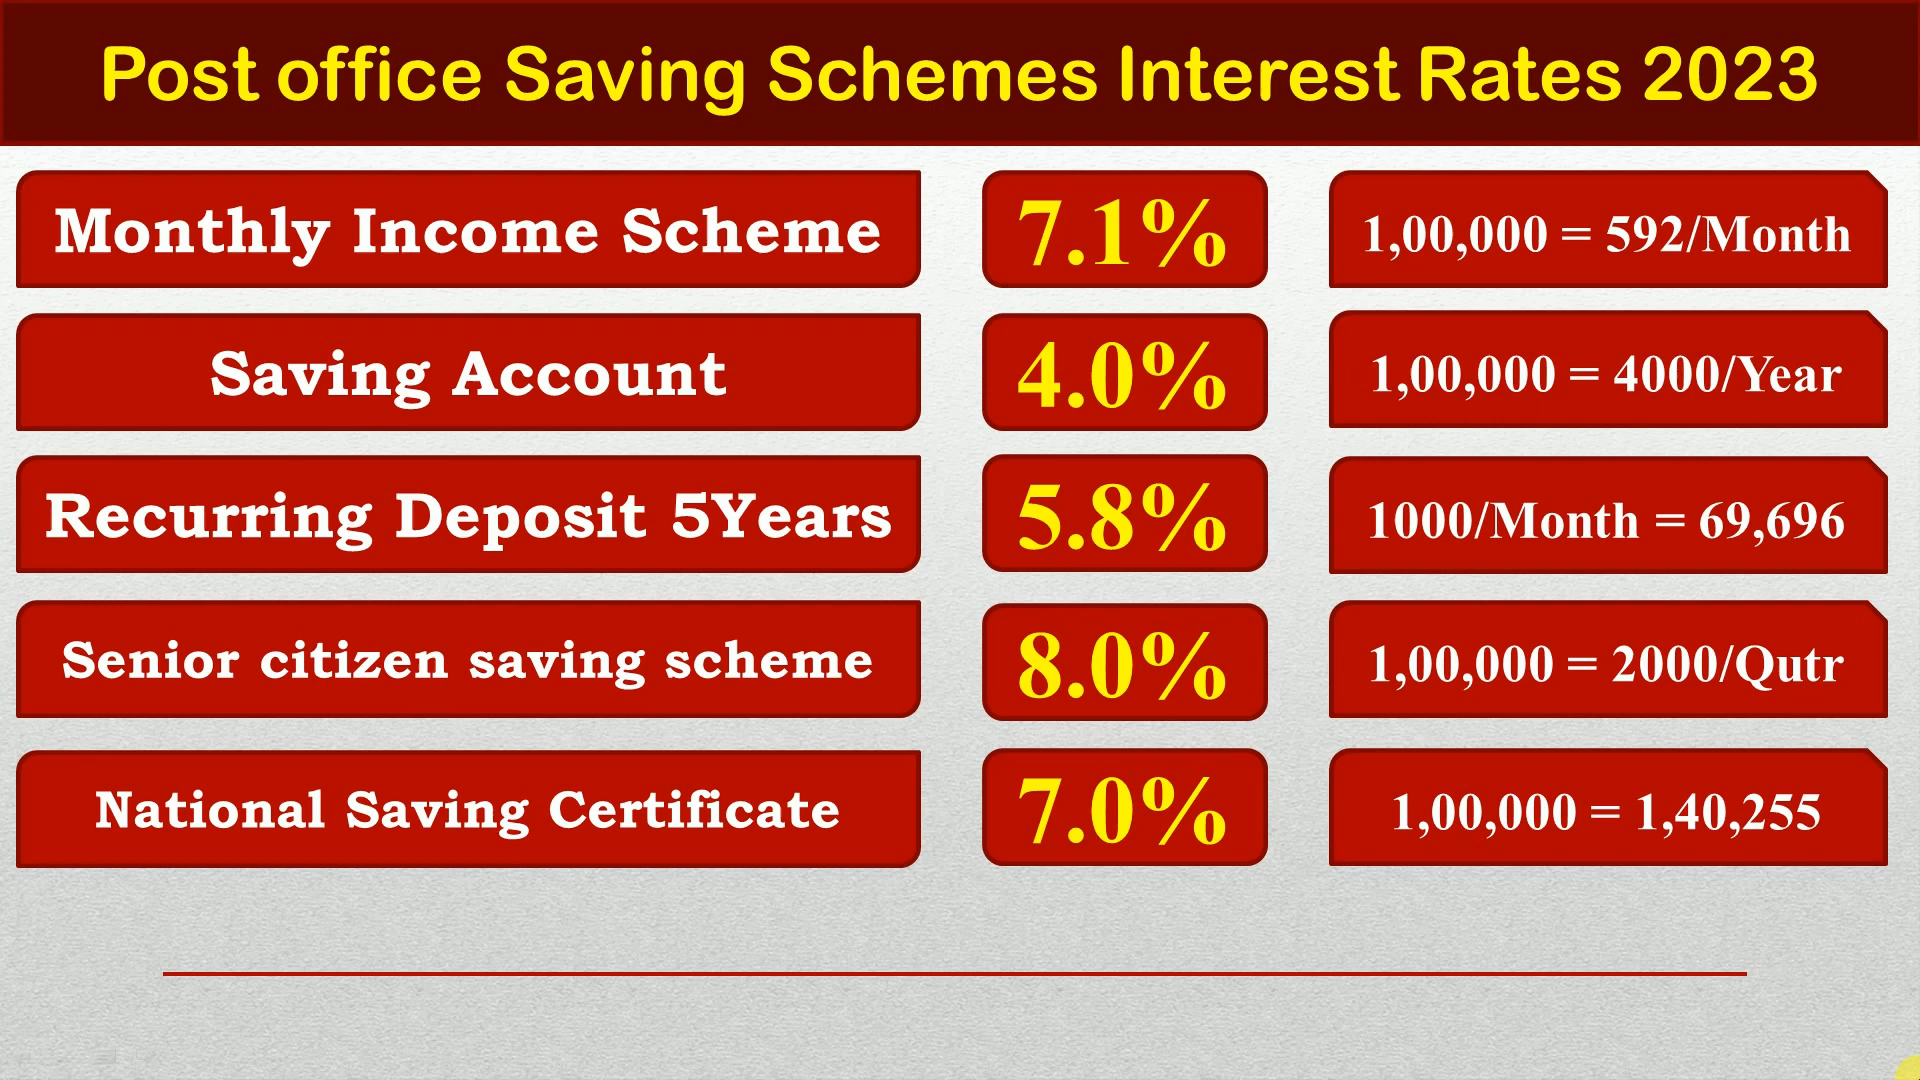 Post office Saving Schemes Interest Rates 2023
Monthly Income Scheme 7.1% 1,00,000 = 592/Month
Saving Account 4.0% 1,00,000 = 4000/Year
Recurring Deposit 5Years 5.8% 1000/Month = 69,696
Senior citizen saving scheme 8.0% 1,00,000 = 2000/Qutr
National Saving Certificate 7.0% 1,00,000 = 1,40,255